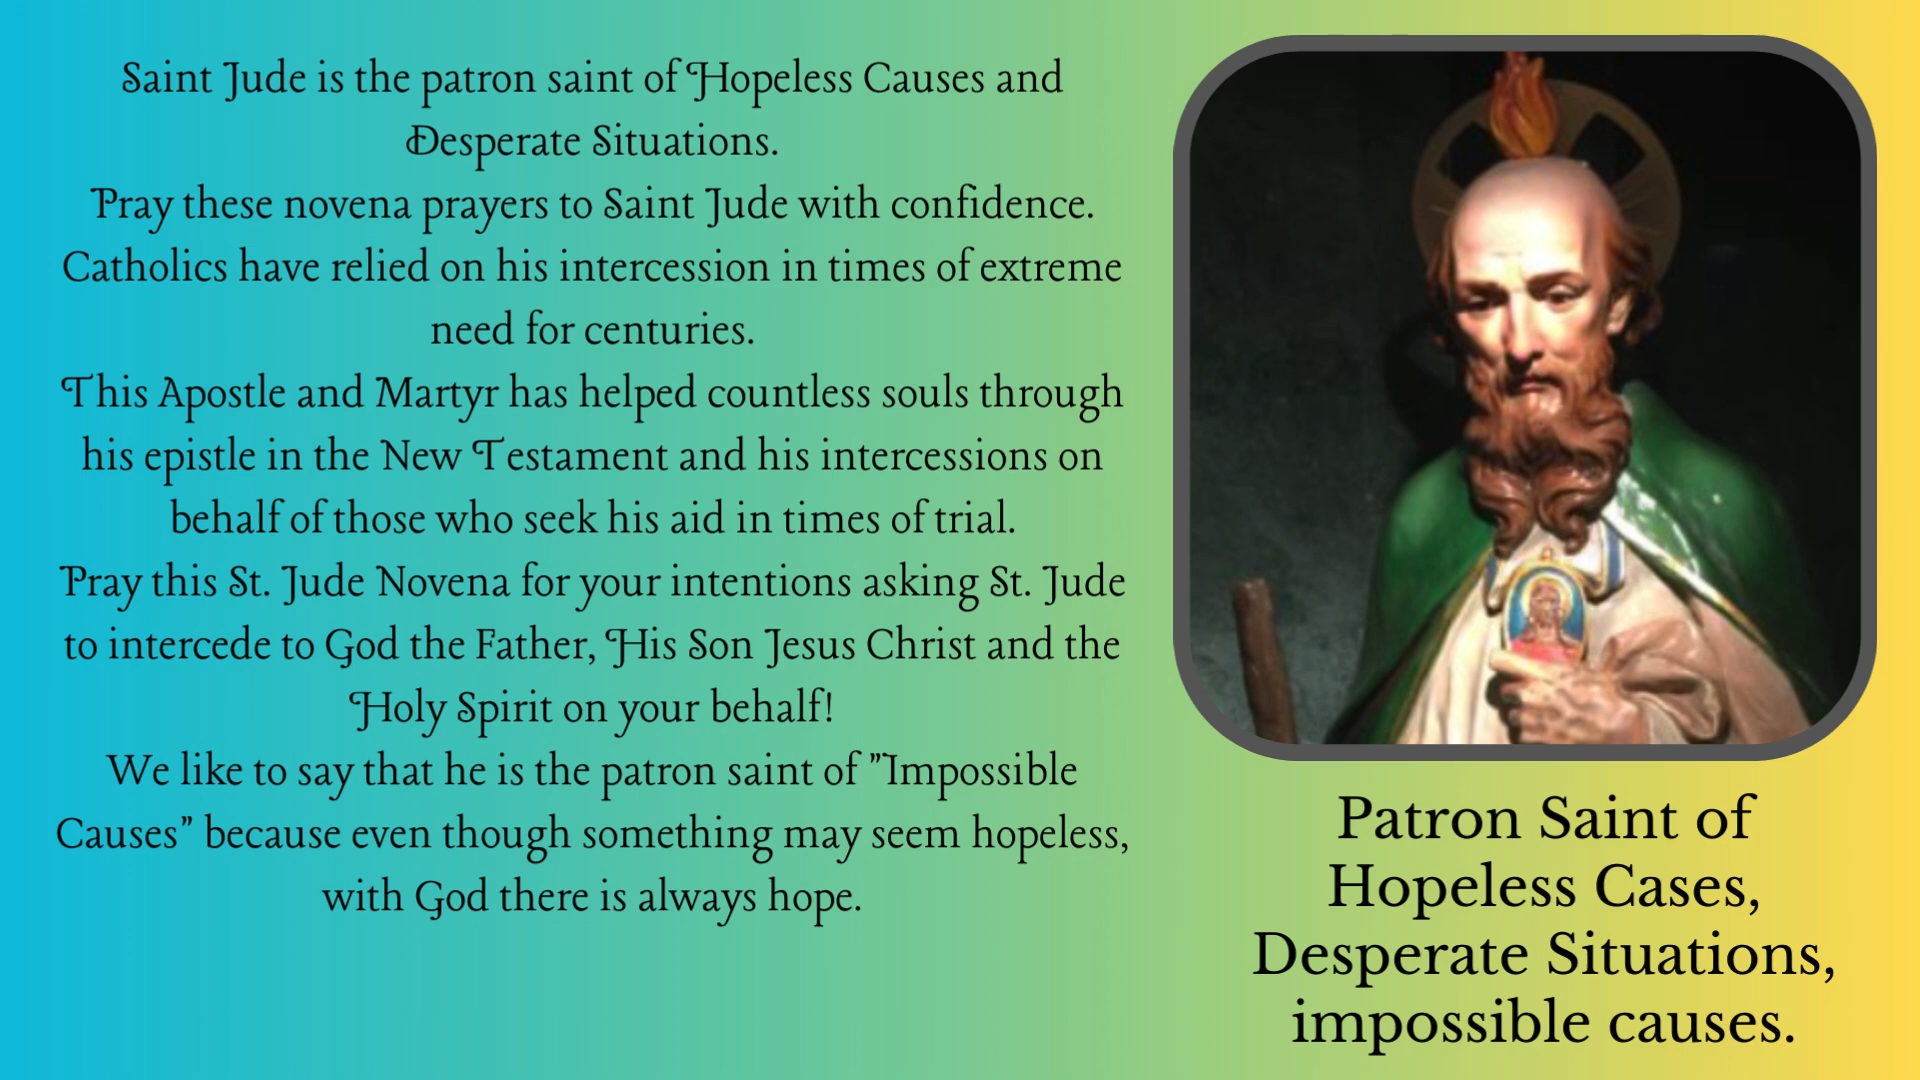 Saint Jude is the patron saint of Hopeless Causes and
Desperate Situations.
Pray these novena prayers to Saint Jude with confidence.
Catholics have relied on his intercession in times of extreme
need for centuries.
This Apostle and Martyr has helped countless souls through
his epistle in the New Testament and his intercessions on
behalf of those who seek his aid in times of trial.
Pray this St. Jude Novena for your intentions asking St. Jude
to intercede to God the Father, His Son Jesus Christ and the
Holy Spirit on your behalf!
We like to say that he is the patron saint of "Impossible
Causes" because even though something may seem hopeless,
with God there is always hope.
Patron Saint of
Hopeless Cases,
Desperate Situations,
impossible causes.